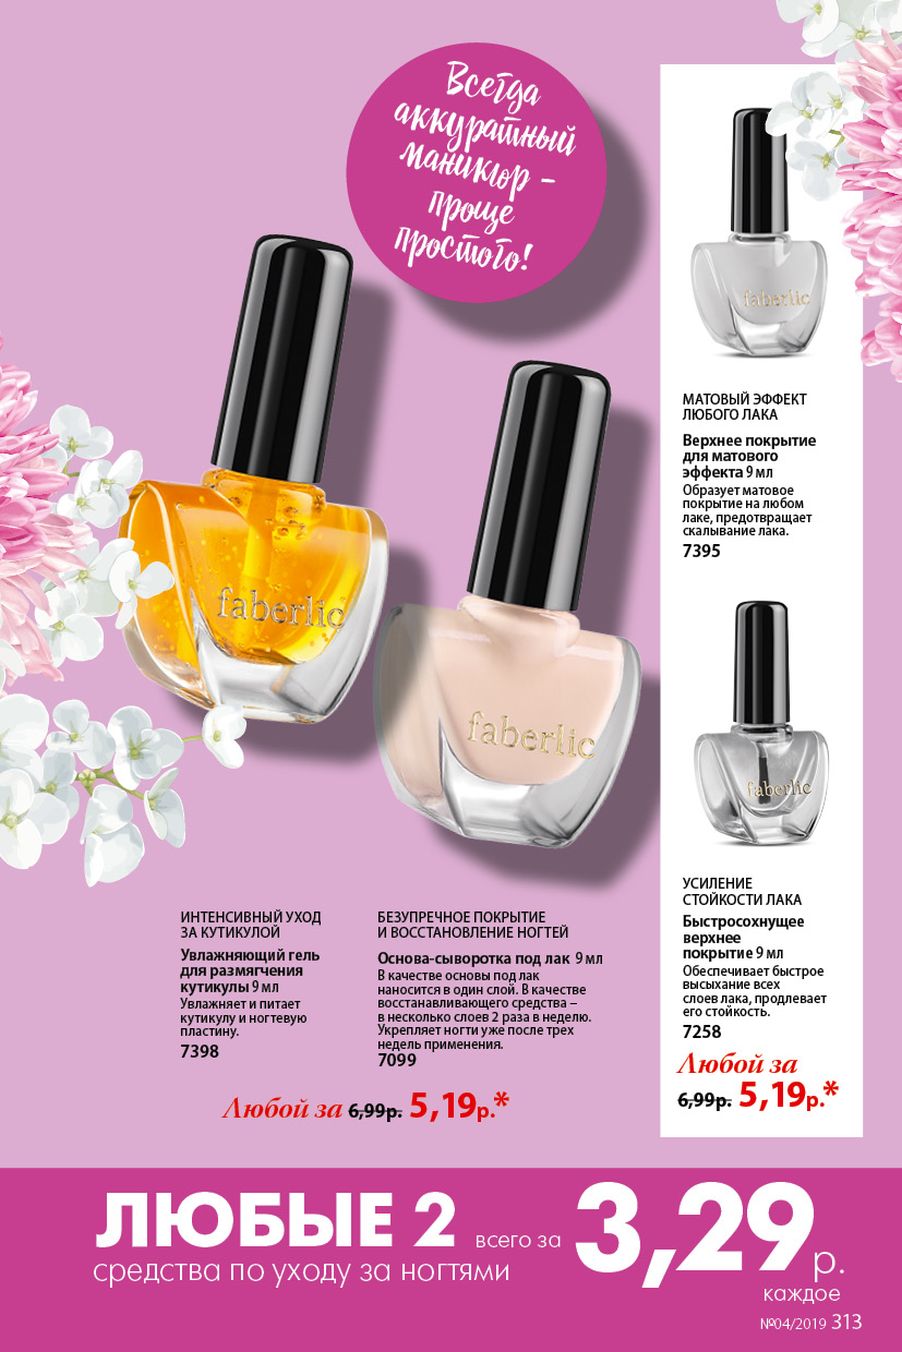 Всегда
аккуратный
маникюр –
проще
простого!
faberlic
МАТОВЫЙ ЭФФЕКТ
ЛЮБОГО ЛАКА
Верхнее покрытие
для матового
эффекта 9 мл
Образует матовое
покрытие на любом
лаке, предотвращает
скалывание лака.
7395
faberlic
faberlic
faberlic
УСИЛЕНИЕ
СТОЙКОСТИ ЛАКА
Быстросохнущее
верхнее
покрытие 9 мл
Обеспечивает быстрое
высыхание всех
слоев лака, продлевает
его стойкость.
7258
Любой за
6,99р. 5,19р.*
ИНТЕНСИВНЫЙ УХОД
ЗА КУТИКУЛОЙ
Увлажняющий гель
для размягчения
кутикулы 9 мл
Увлажняет и питает
кутикулу и ногтевую
пластину.
7398
БЕЗУПРЕЧНОЕ ПОКРЫТИЕ
И ВОССТАНОВЛЕНИЕ НОГТЕЙ
Основа-сыворотка под лак 9 мл
В качестве основы под лак
наносится в один слой. В качестве
восстанавливающего средства –
в несколько слоев 2 раза в неделю.
Укрепляет ногти уже после трех
недель применения.
7099
Любой за 6,99р. 5,19р.*
ЛЮБЫЕ 2 всего за 3,29 р.
средства по уходу за ногтями
каждое
№04/2019 313